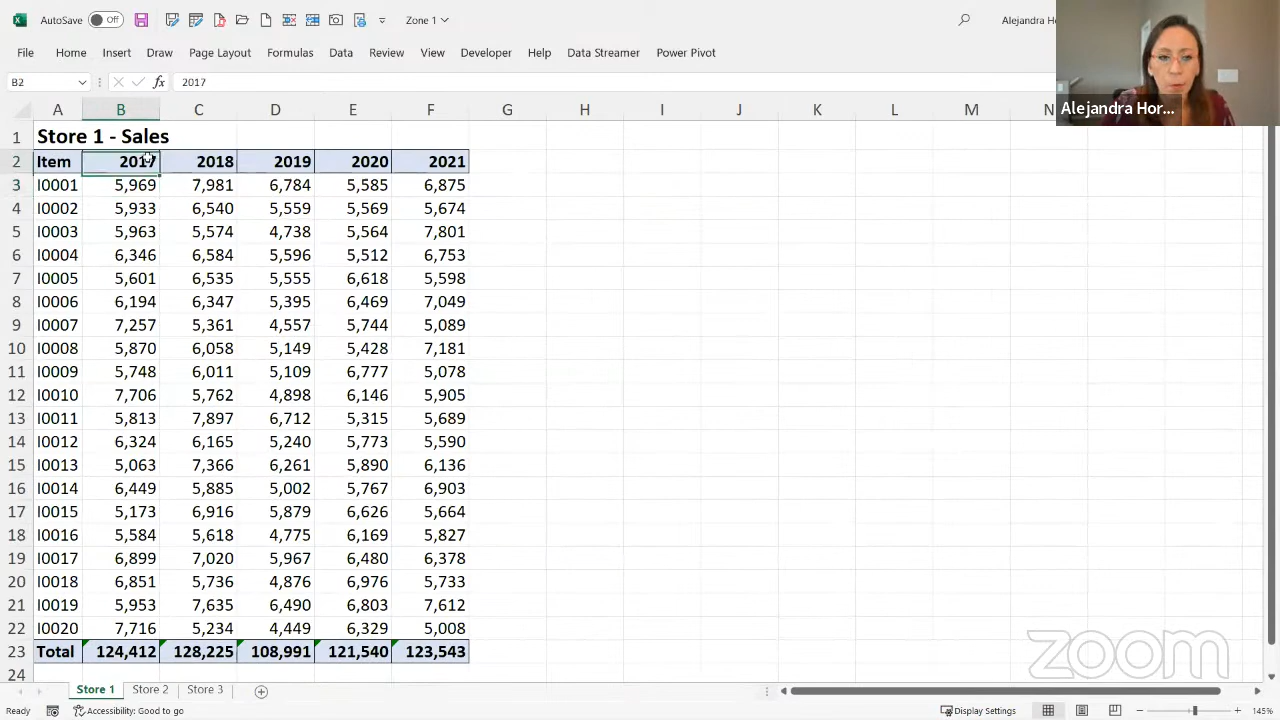 AutoSave Off Zone 1 Alejandra Ho
File Home Insert Draw Page Layout Formulas Data Review View Developer Help Data Streamer Power Pivot
Alejandra Hor...
B2 fx 2017
A B C D E F G H I J K L M N
1 Store 1 - Sales
2 Item 2017 2018 2019 2020 2021
3 I0001 5,969 7,981 6,784 5,585 6,875
4 I0002 5,933 6,540 5,559 5,569 5,674
5 I0003 5,963 5,574 4,738 5,564 7,801
6 I0004 6,346 6,584 5,596 5,512 6,753
7 I0005 5,601 6,535 5,555 6,618 5,598
8 I0006 6,194 6,347 5,395 6,469 7,049
9 I0007 7,257 5,361 4,557 5,744 5,089
10 I0008 5,870 6,058 5,149 5,428 7,181
11 I0009 5,748 6,011 5,109 6,777 5,078
12 I0010 7,706 5,762 4,898 6,146 5,905
13 I0011 5,813 7,897 6,712 5,315 5,689
14 I0012 6,324 6,165 5,240 5,773 5,590
15 I0013 5,063 7,366 6,261 5,890 6,136
16 I0014 6,449 5,885 5,002 5,767 6,903
17 I0015 5,173 6,916 5,879 6,626 5,664
18 I0016 5,584 5,618 4,775 6,169 5,827
19 I0017 6,899 7,020 5,967 6,480 6,378
20 I0018 6,851 5,736 4,876 6,976 5,733
21 I0019 5,953 7,635 6,490 6,803 7,612
22 I0020 7,716 5,234 4,449 6,329 5,008
23 Total 124,412 128,225 108,991 121,540 123,543
24
zoom
Store 1 Store 2 Store 3
Ready Accessibility: Good to go Display Settings 145%